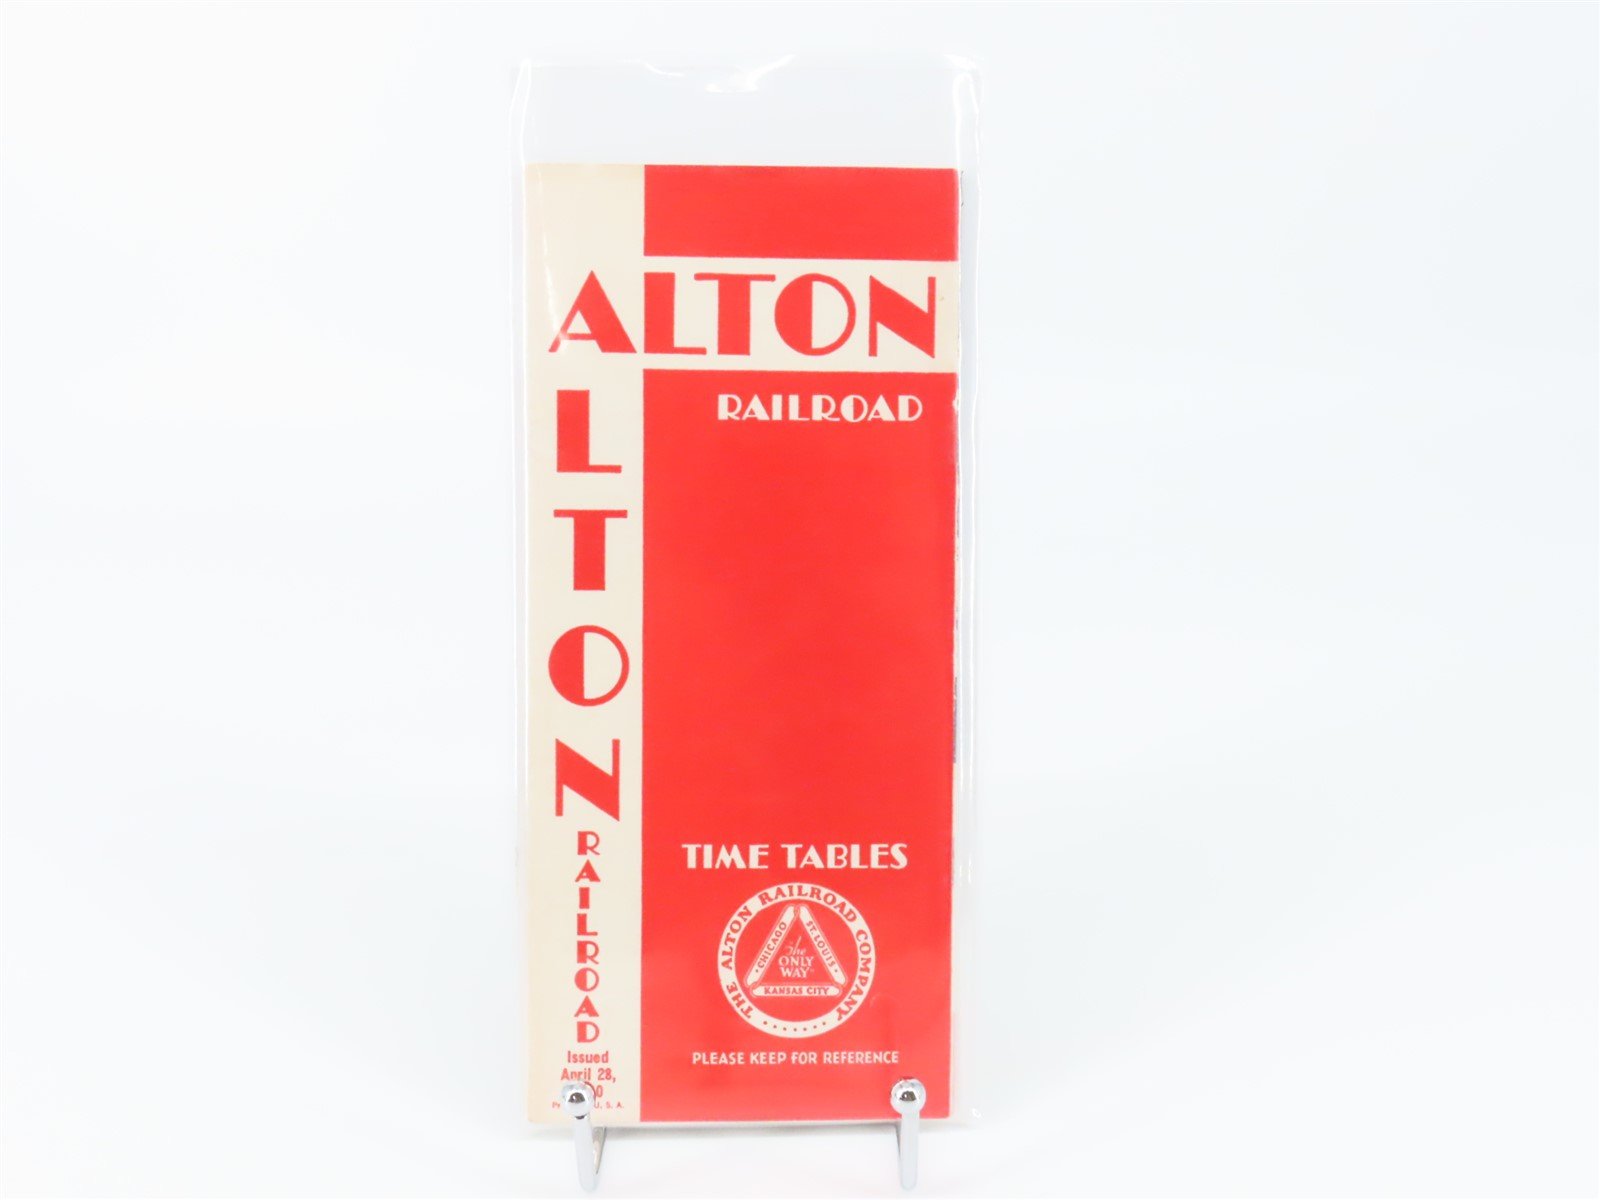 ALTON
RAILROAD
L
T
O
N
RAILROAD
Issued
April 28,
0
U. S. A.
TIME TABLES
THE ALTON RAILROAD COMPANY
CHICAGO
ST. LOUIS
KANSAS CITY
"The
ONLY
WAY"
PLEASE KEEP FOR REFERENCE